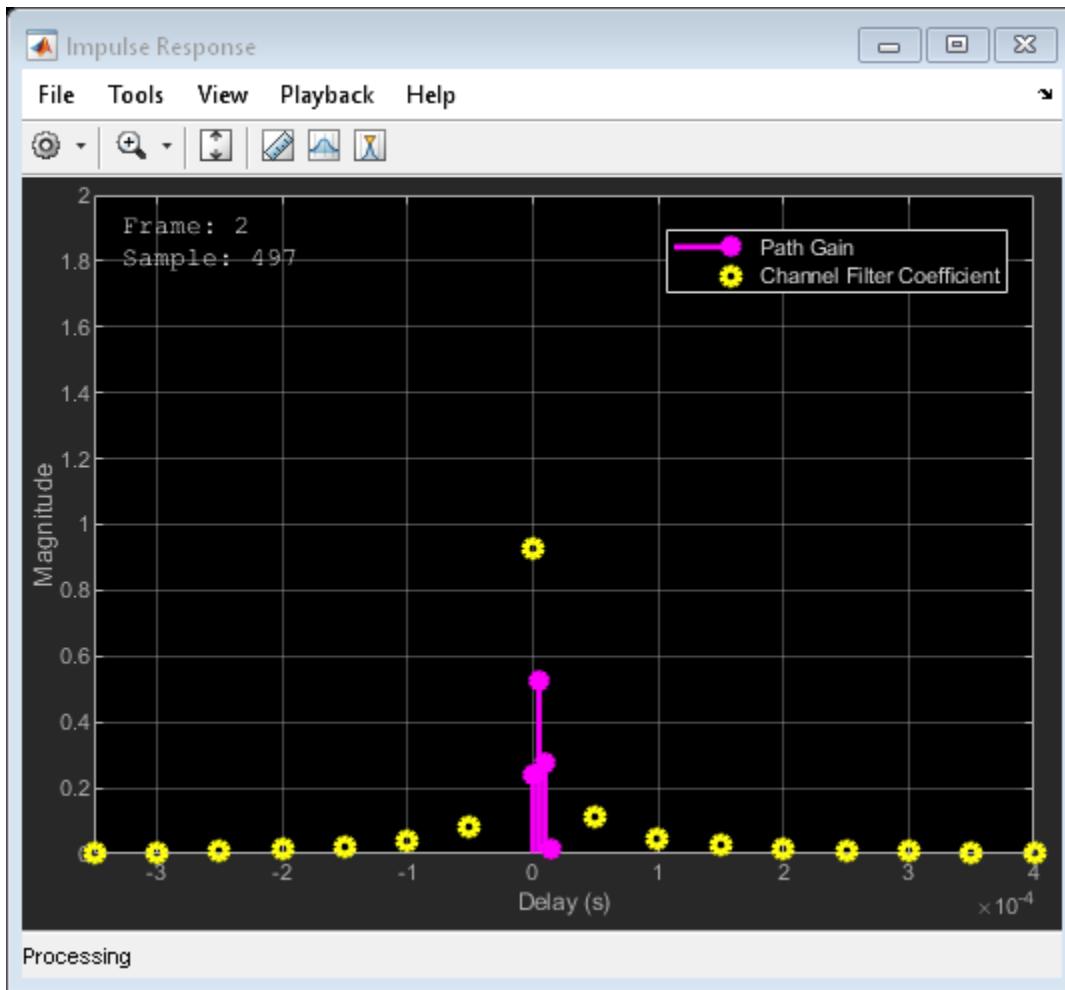 Impulse Response
File Tools View Playback Help
Frame: 2
Sample: 497
Path Gain
Channel Filter Coefficient
2
1.8
1.6
1.4
1.2
1
0.8
0.6
0.4
0.2
0
Magnitude
-3 -2 -1 0 1 2 3 4
Delay (s)
×10⁻⁴
Processing